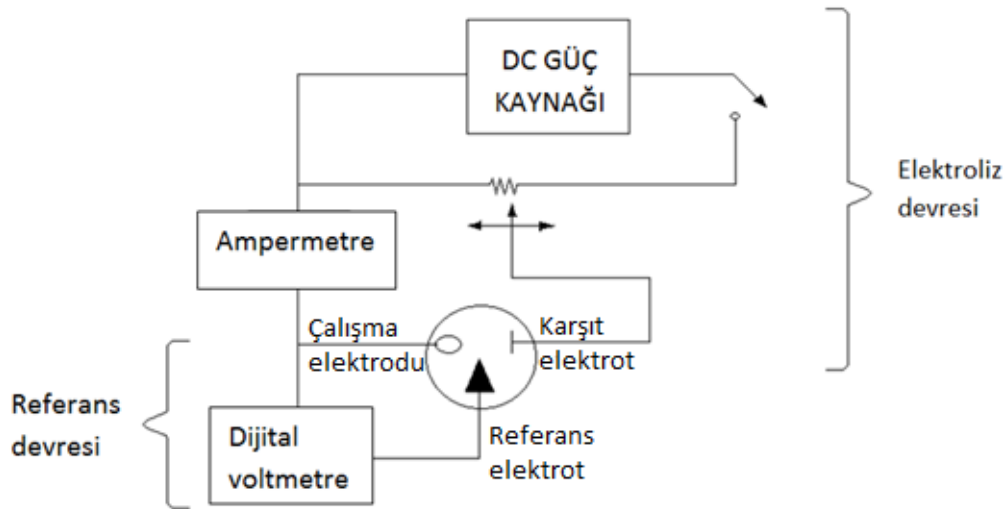 DC GÜÇ
KAYNAĞI
Elektroliz
devresi
Ampermetre
Çalışma
elektrodu
Karşıt
elektrot
Referans
devresi
Dijital
voltmetre
Referans
elektrot